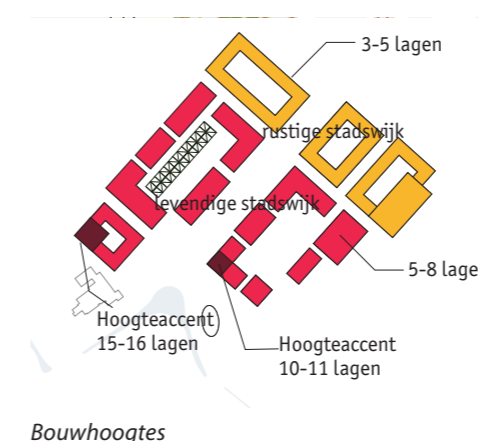 3-5 lagen
rustige stadswijk
levendige stadswijk
5-8 lage
Hoogteaccent
15-16 lagen
Hoogteaccent
10-11 lagen
Bouwhoogtes